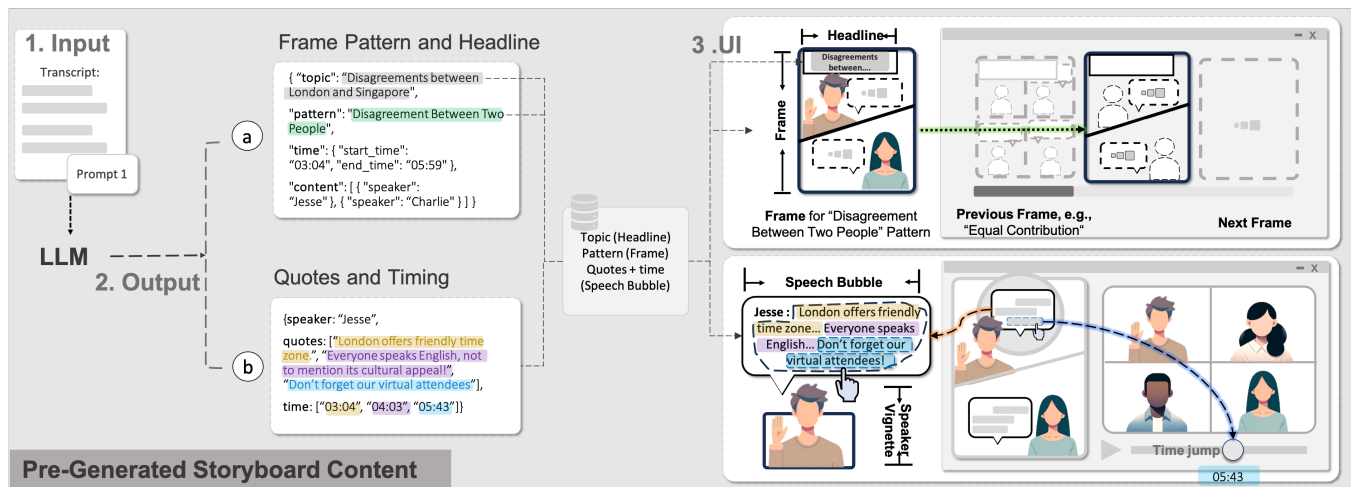 1. Input
Transcript:
Prompt 1
LLM
2. Output
a
b
Frame Pattern and Headline
{ “topic": “Disagreements between
London and Singapore",
"pattern": "Disagreement Between Two
People",
"time": { "start_time":
“03:04", "end_time": “05:59" },
"content": [ { "speaker":
"Jesse" }, { "speaker": “Charlie" } ] }
Quotes and Timing
{speaker: “Jesse”,
quotes: [“London offers friendly time
zone.”, “Everyone speaks English, not
to mention its cultural appeal!”,
“Don’t forget our virtual attendees”],
time: [“03:04”, “04:03”, “05:43”]}
Pre-Generated Storyboard Content
Topic (Headline)
Pattern (Frame)
Quotes + time
(Speech Bubble)
3 .UI
Headline
Disagreements
between....
Frame
Frame for “Disagreement
Between Two People” Pattern
– X
Previous Frame, e.g.,
“Equal Contribution“
Next Frame
Speech Bubble
Jesse : London offers friendly
time zone... Everyone speaks
English... Don’t forget our
virtual attendees!
Speaker
Vignette
– X
Time jump
05:43